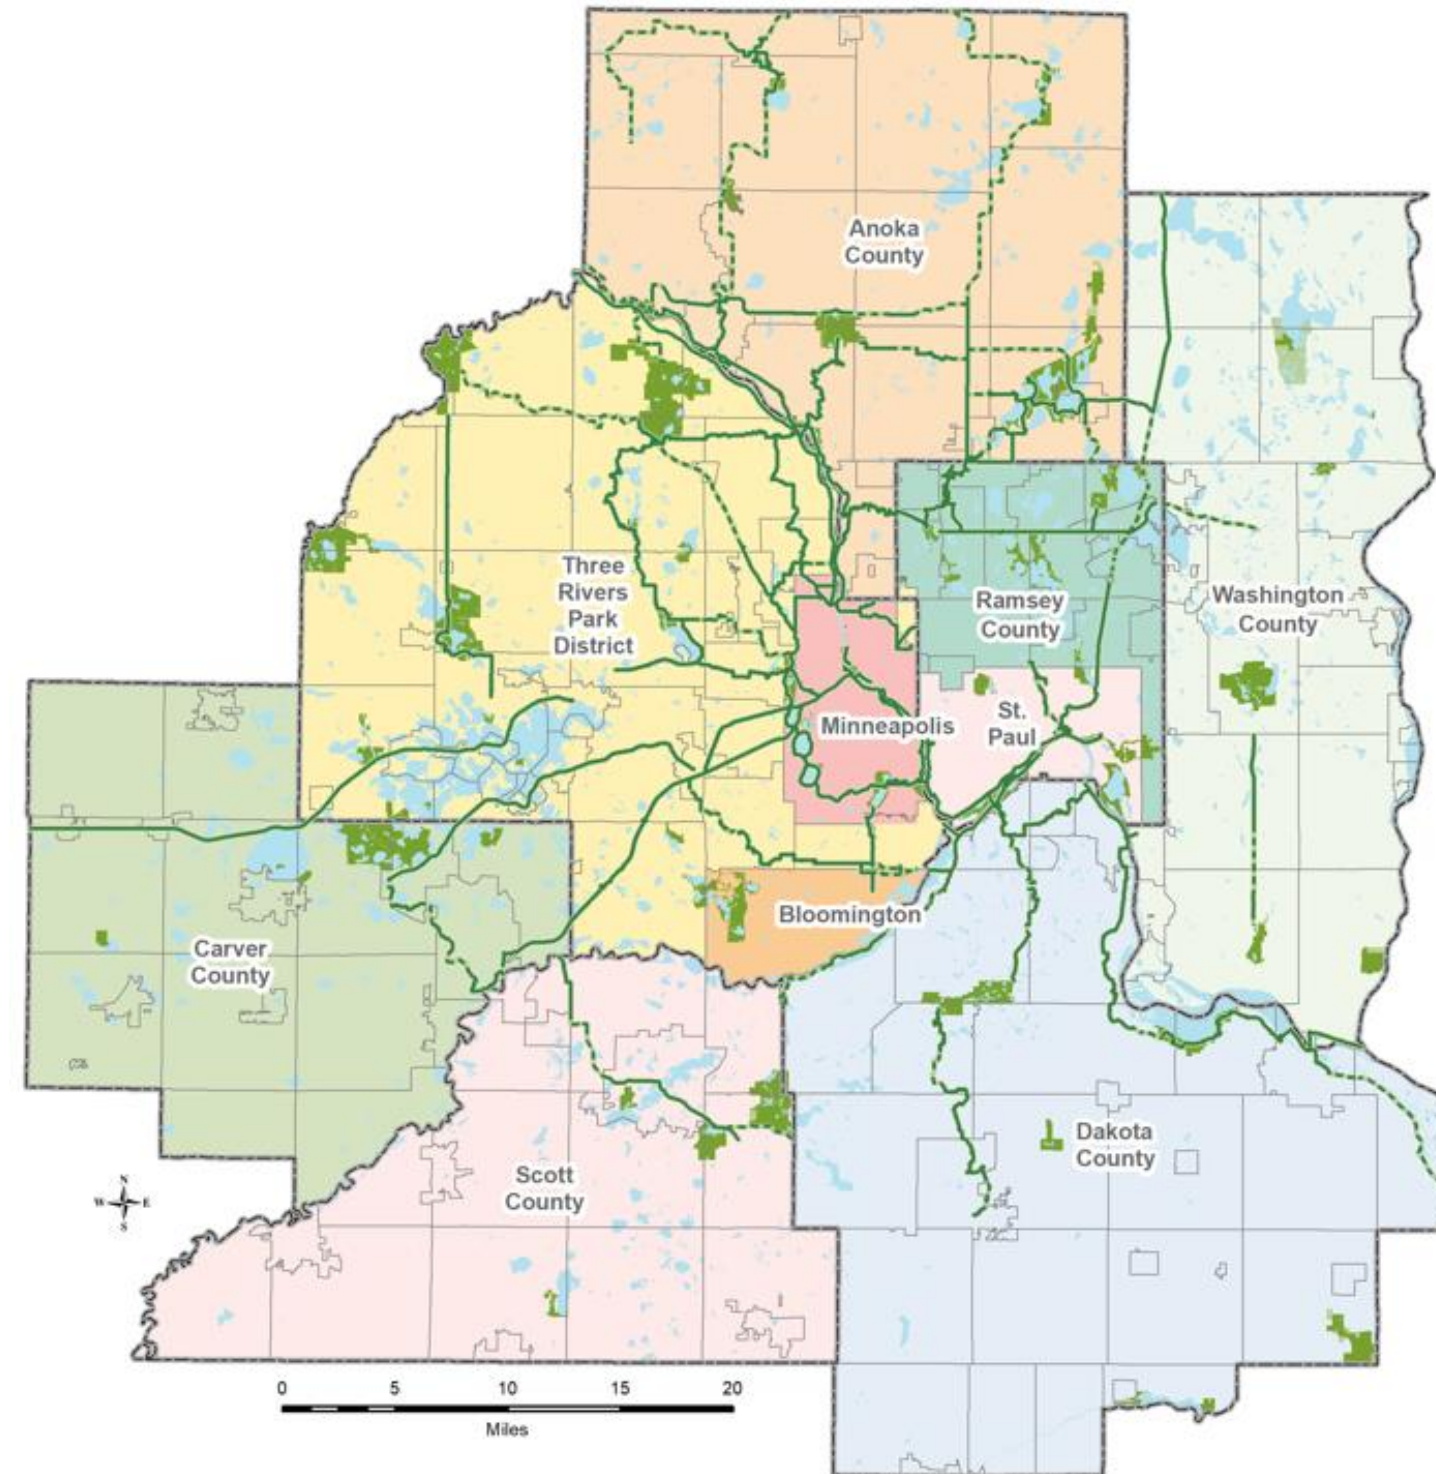 Anoka
County
Three
Rivers
Park
District
Ramsey
County
Washington
County
Minneapolis
St.
Paul
Bloomington
Carver
County
Dakota
County
Scott
County
N
W E
S
0 5 10 15 20
Miles